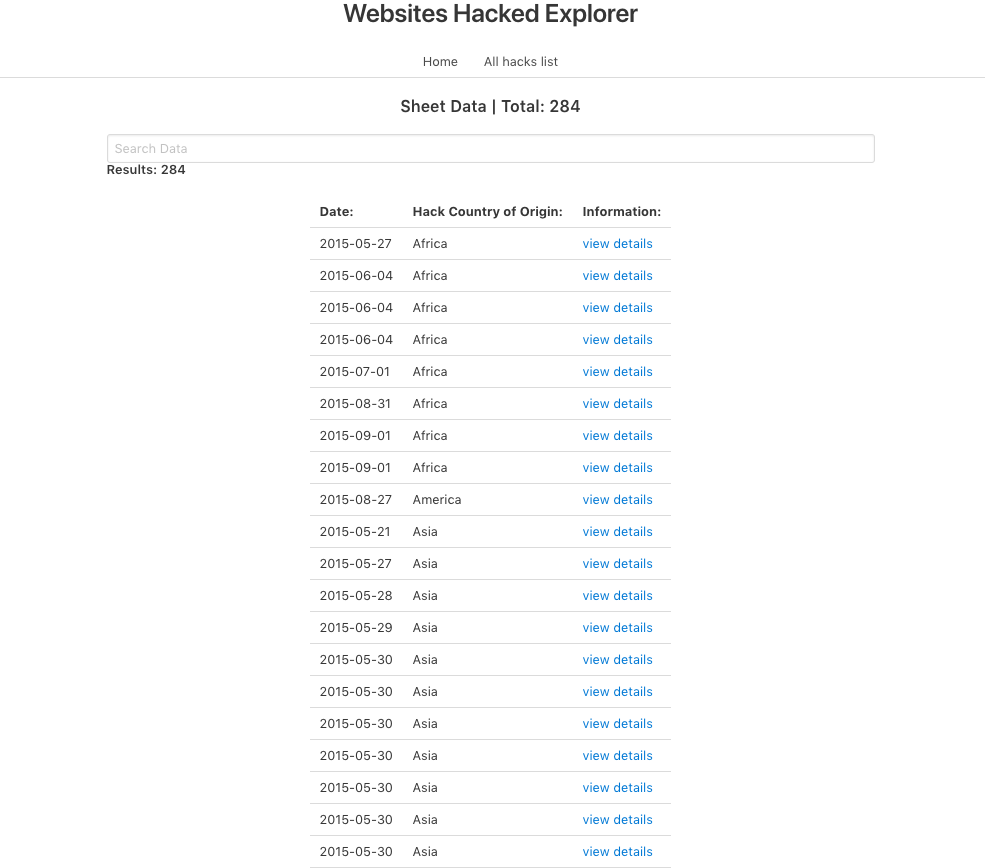 Websites Hacked Explorer
Home All hacks list
Sheet Data | Total: 284
Search Data
Results: 284
Date: Hack Country of Origin: Information:
2015-05-27 Africa view details
2015-06-04 Africa view details
2015-06-04 Africa view details
2015-06-04 Africa view details
2015-07-01 Africa view details
2015-08-31 Africa view details
2015-09-01 Africa view details
2015-09-01 Africa view details
2015-08-27 America view details
2015-05-21 Asia view details
2015-05-27 Asia view details
2015-05-28 Asia view details
2015-05-29 Asia view details
2015-05-30 Asia view details
2015-05-30 Asia view details
2015-05-30 Asia view details
2015-05-30 Asia view details
2015-05-30 Asia view details
2015-05-30 Asia view details
2015-05-30 Asia view details